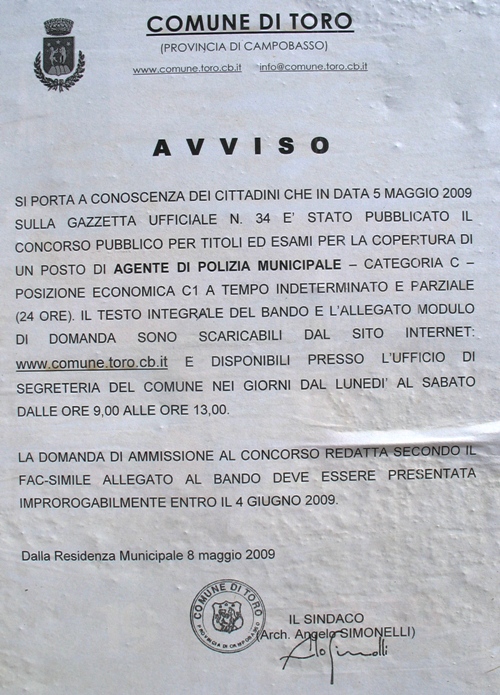 COMUNE DI TORO
(PROVINCIA DI CAMPOBASSO)
www.comune.toro.cb.it info@comune.toro.cb.it
AVVISO
SI PORTA A CONOSCENZA DEI CITTADINI CHE IN DATA 5 MAGGIO 2009
SULLA GAZZETTA UFFICIALE N. 34 E' STATO PUBBLICATO IL
CONCORSO PUBBLICO PER TITOLI ED ESAMI PER LA COPERTURA DI
UN POSTO DI AGENTE DI POLIZIA MUNICIPALE – CATEGORIA C –
POSIZIONE ECONOMICA C1 A TEMPO INDETERMINATO E PARZIALE
(24 ORE). IL TESTO INTEGRALE DEL BANDO E L'ALLEGATO MODULO
DI DOMANDA SONO SCARICABILI DAL SITO INTERNET:
www.comune.toro.cb.it E DISPONIBILI PRESSO L'UFFICIO DI
SEGRETERIA DEL COMUNE NEI GIORNI DAL LUNEDI' AL SABATO
DALLE ORE 9,00 ALLE ORE 13,00.
LA DOMANDA DI AMMISSIONE AL CONCORSO REDATTA SECONDO IL
FAC-SIMILE ALLEGATO AL BANDO DEVE ESSERE PRESENTATA
IMPROROGABILMENTE ENTRO IL 4 GIUGNO 2009.
Dalla Residenza Municipale 8 maggio 2009
COMUNE DI TORO
PROVINCIA DI CAMPOBASSO
IL SINDACO
(Arch. Angelo SIMONELLI)